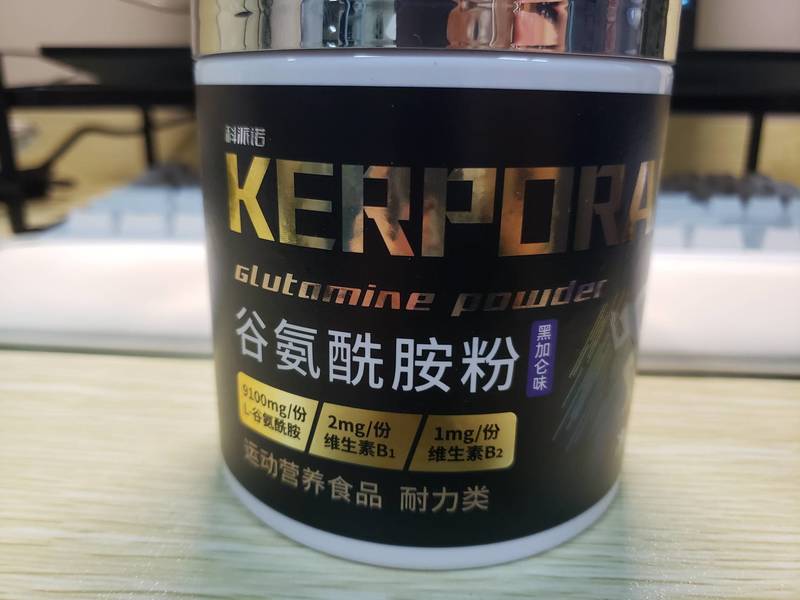 科派诺
KERPORA
Glutamine powder
谷氨酰胺粉
黑加仑味
9100mg/份
L-谷氨酰胺
2mg/份
维生素B₁
1mg/份
维生素B₂
运动营养食品 耐力类